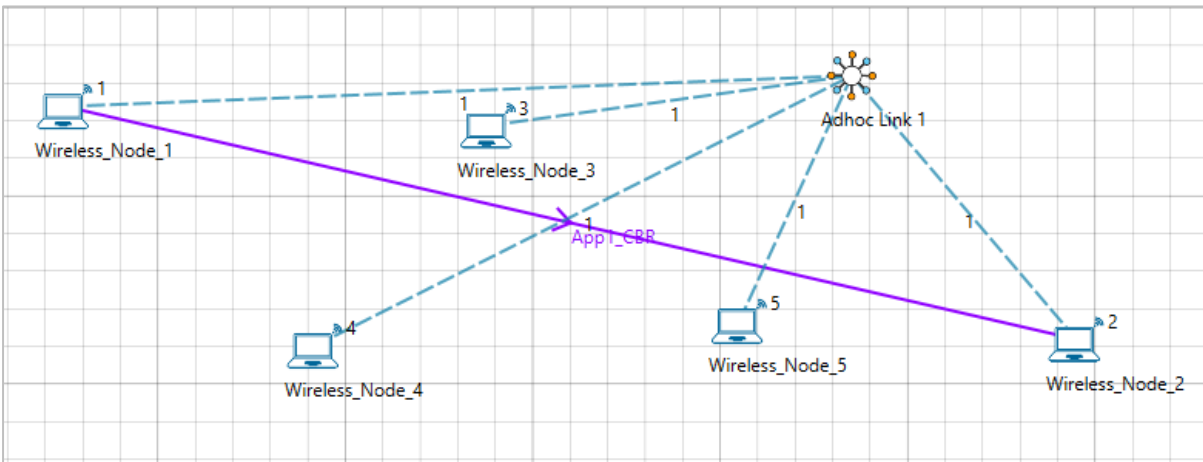 1
Wireless_Node_1
1
3
Wireless_Node_3
1
Adhoc Link 1
1
App1_CBR
1
1
4
Wireless_Node_4
5
Wireless_Node_5
2
Wireless_Node_2